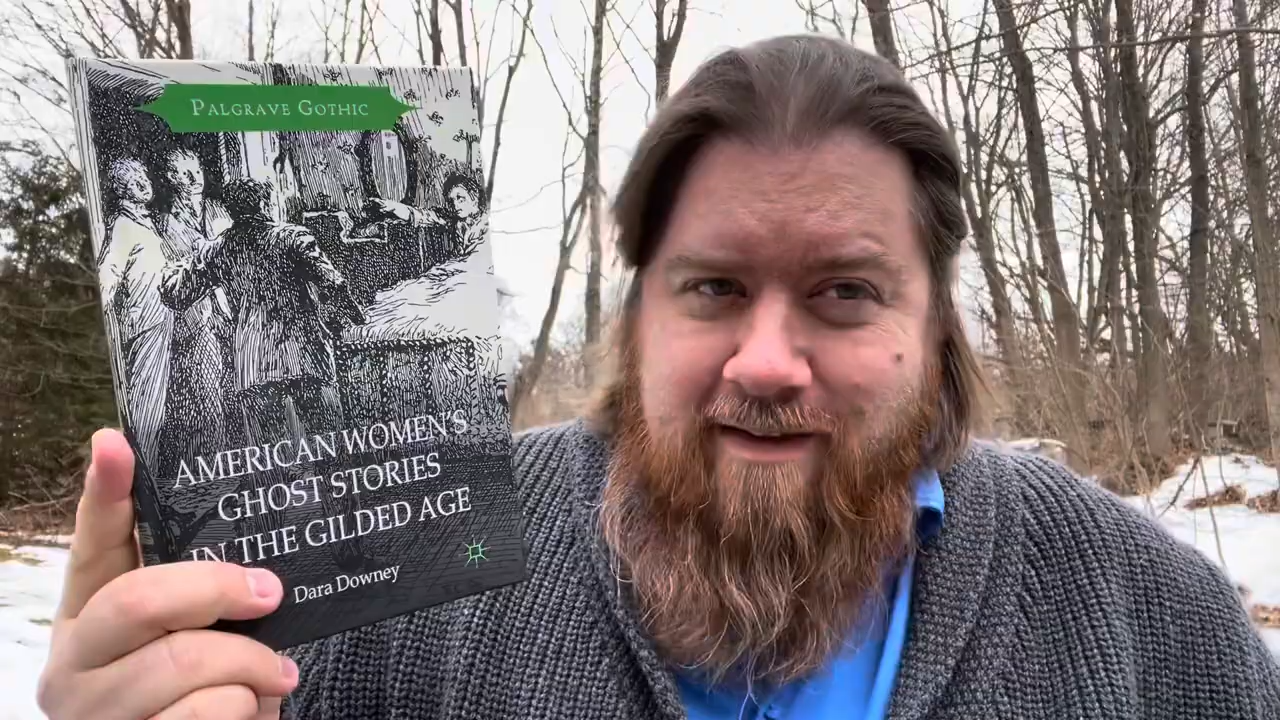 PALGRAVE GOTHIC
AMERICAN WOMEN'S
GHOST STORIES
IN THE GILDED AGE
Dara Downey